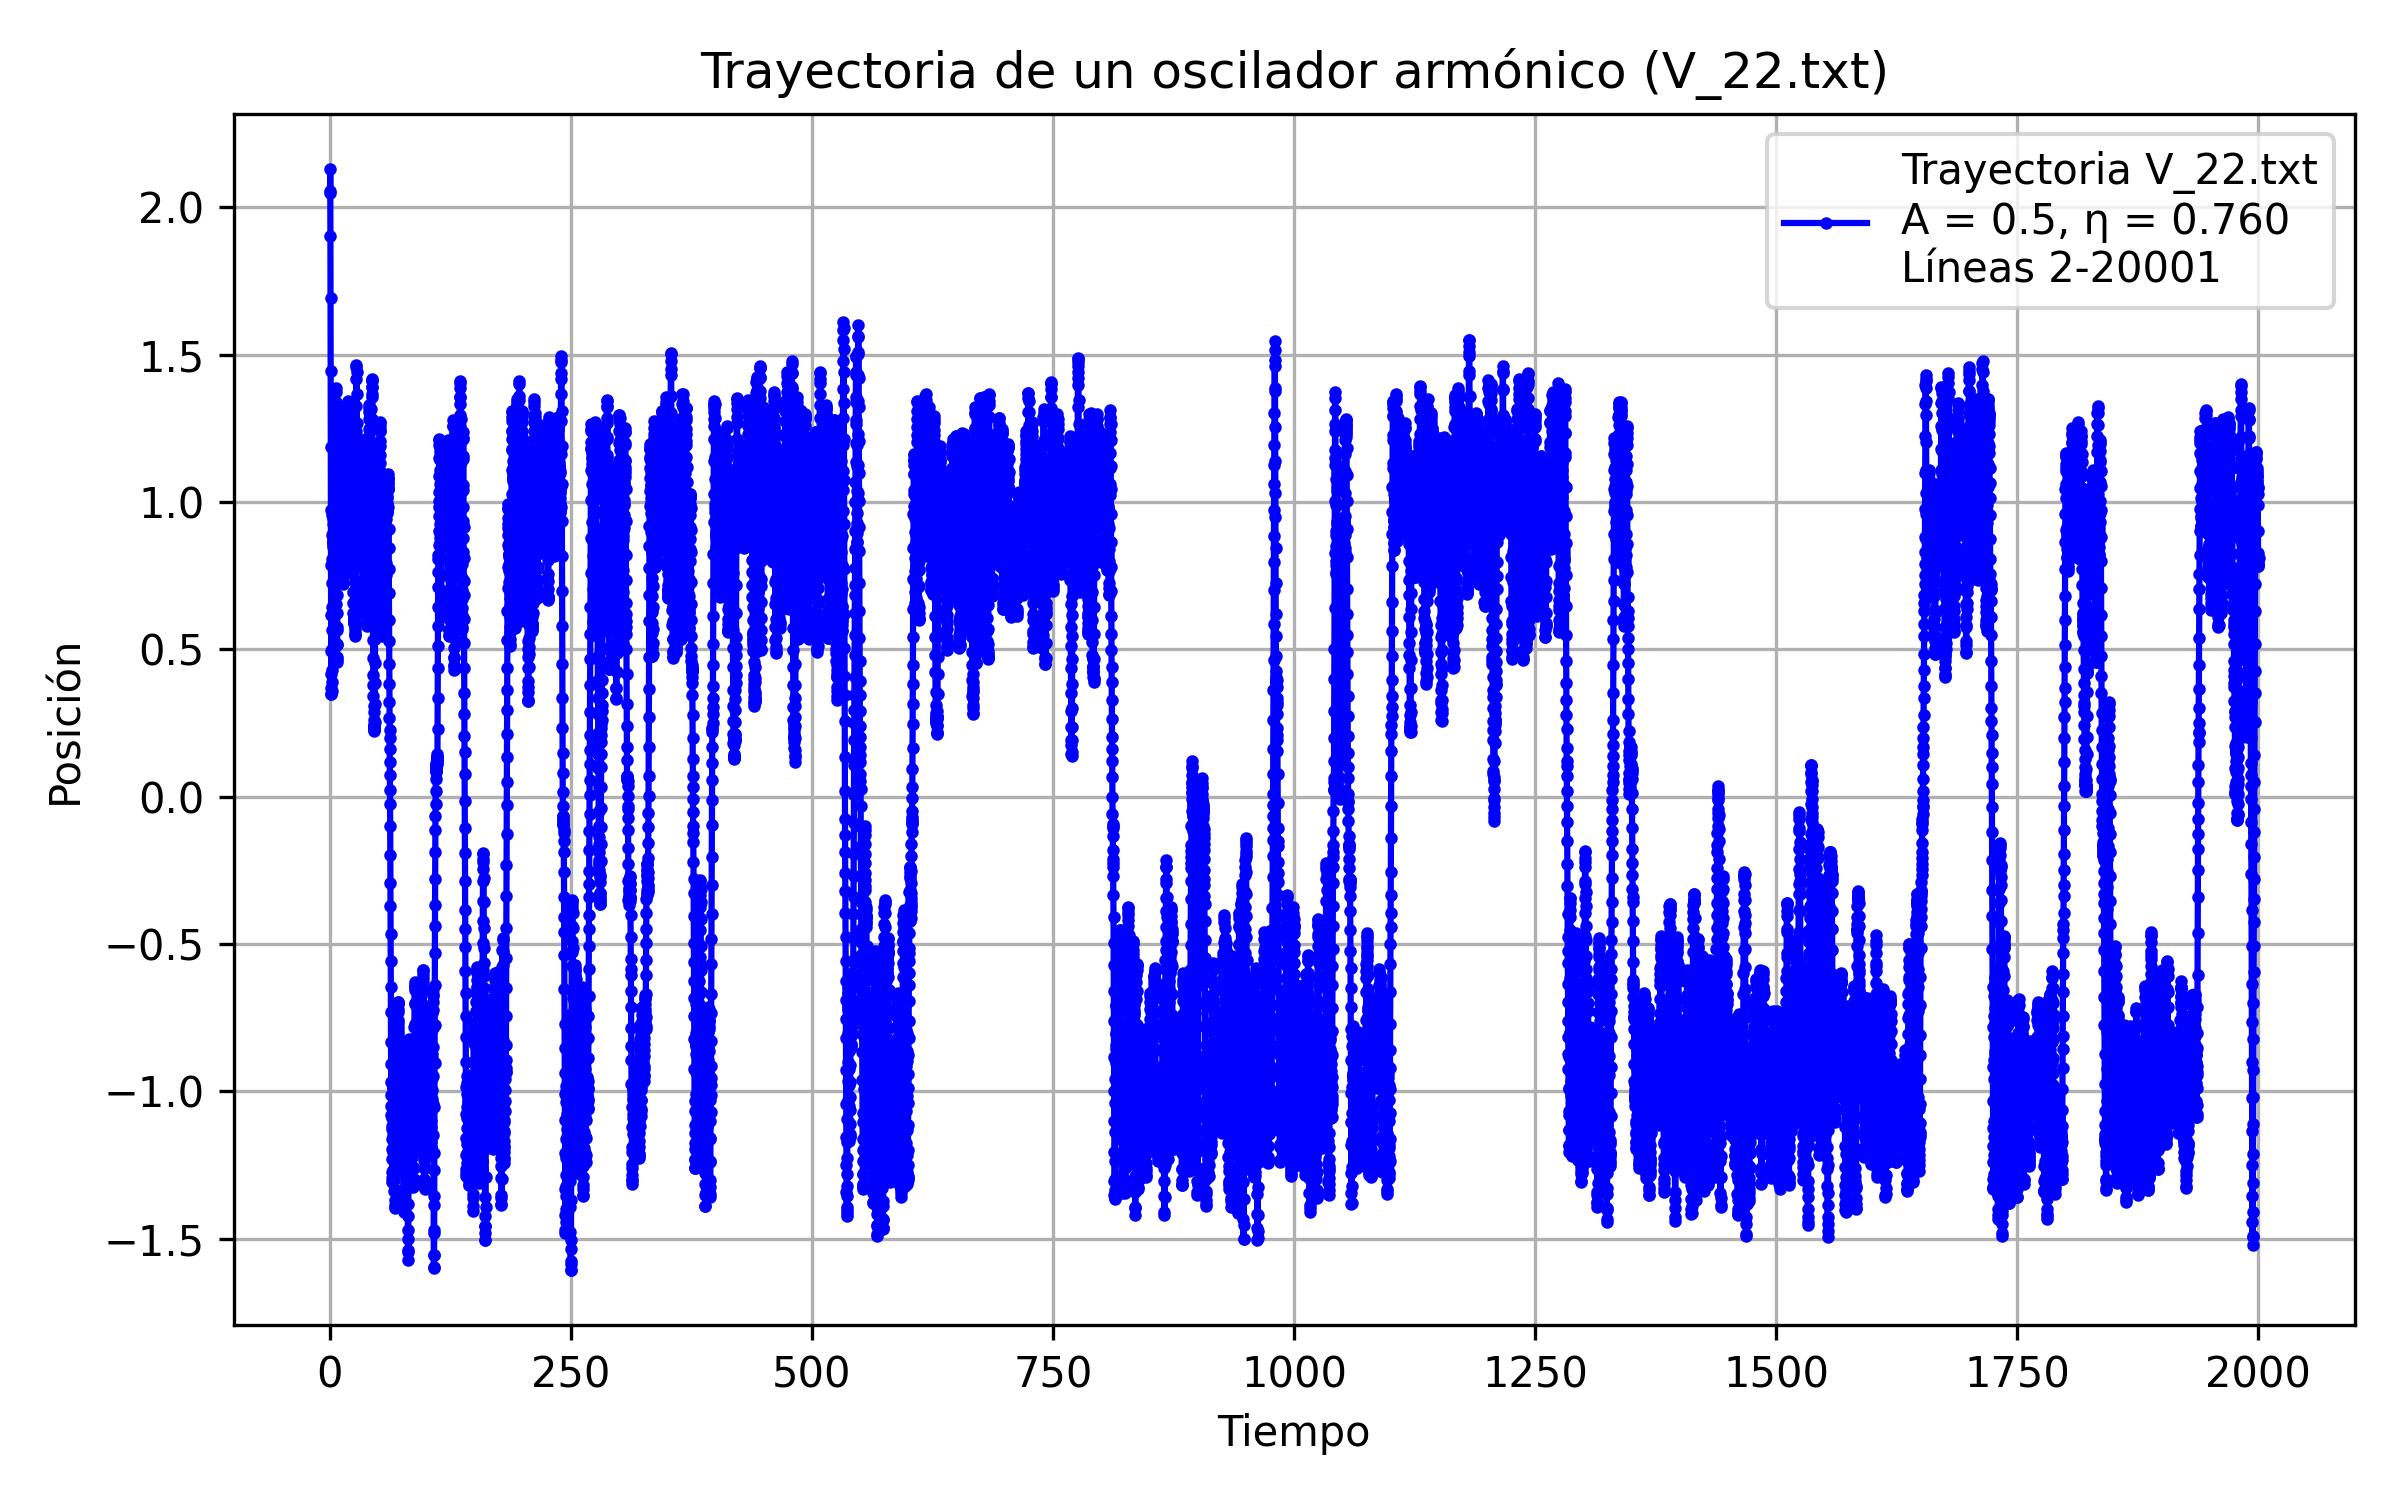 Trayectoria de un oscilador armónico (V_22.txt)
Trayectoria V_22.txt
A = 0.5, η = 0.760
Líneas 2-20001
Posición
2.0
1.5
1.0
0.5
0.0
−0.5
−1.0
−1.5
0 250 500 750 1000 1250 1500 1750 2000
Tiempo